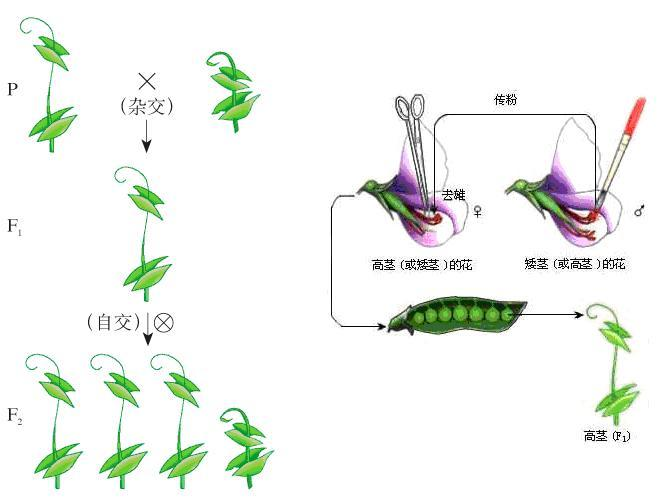 P
×
(杂交)
F₁
(自交)
⊗
F₂
传粉
去雄
♀
♂
高茎(或矮茎)的花
矮茎(或高茎)的花
高茎(F₁)